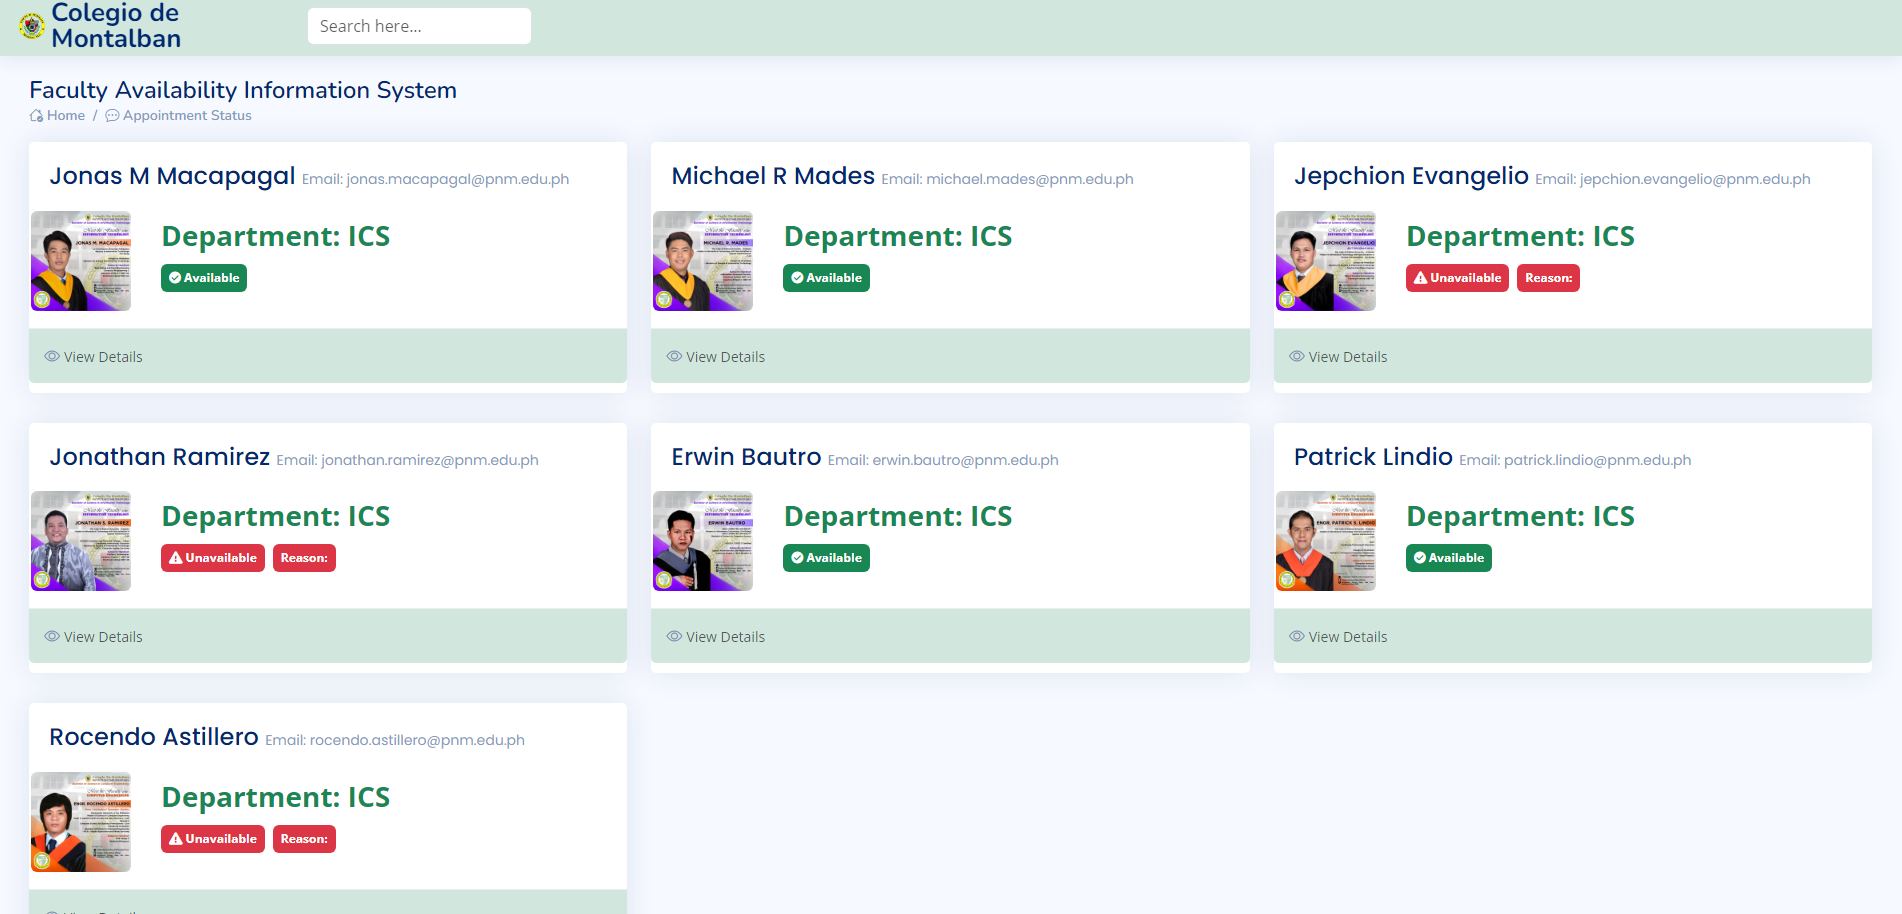 Colegio de
Montalban
Search here...
Faculty Availability Information System
Home / Appointment Status
Jonas M Macapagal Email: jonas.macapagal@pnm.edu.ph
JONAS M. MACAPAGAL
Department: ICS
Available
View Details
Michael R Mades Email: michael.mades@pnm.edu.ph
MICHAEL R. MADES
Department: ICS
Available
View Details
Jepchion Evangelio Email: jepchion.evangelio@pnm.edu.ph
JEPCHION EVANGELIO
Department: ICS
Unavailable Reason:
View Details
Jonathan Ramirez Email: jonathan.ramirez@pnm.edu.ph
JONATHAN S. RAMIREZ
Department: ICS
Unavailable Reason:
View Details
Erwin Bautro Email: erwin.bautro@pnm.edu.ph
ERWIN BAUTRO
Department: ICS
Available
View Details
Patrick Lindio Email: patrick.lindio@pnm.edu.ph
ENGR. PATRICK S. LINDIO
Department: ICS
Available
View Details
Rocendo Astillero Email: rocendo.astillero@pnm.edu.ph
ENGR. ROCENDO ASTILLERO
Department: ICS
Unavailable Reason: